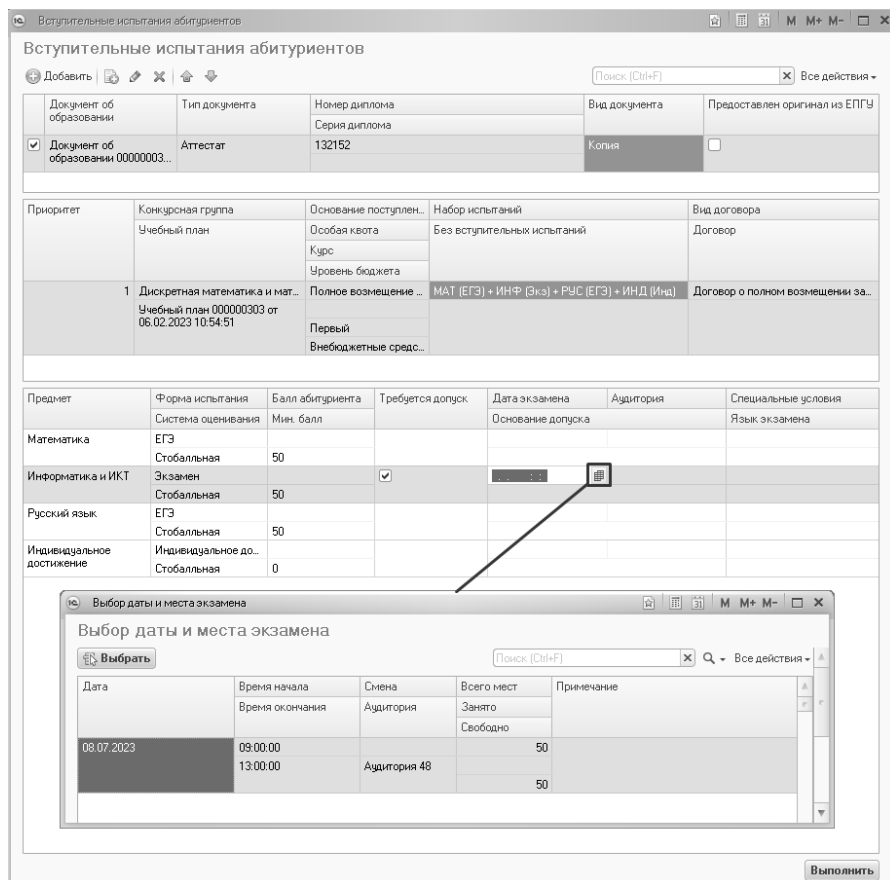 Вступительные испытания абитуриентов M M+ M-
Вступительные испытания абитуриентов
Добавить Поиск (Ctrl+F) Все действия
Документ об образовании Тип документа Номер диплома Вид документа Предоставлен оригинал из ЕПГУ
Серия диплома
Документ об образовании 00000003... Аттестат 132152 Копия
Приоритет Конкурсная группа Основание поступлен... Набор испытаний Вид договора
Учебный план Особая квота Без вступительных испытаний Договор
Курс
Уровень бюджета
1 Дискретная математика и мат... Полное возмещение ... МАТ (ЕГЭ) + ИНФ (Экз) + РУС (ЕГЭ) + ИНД (Инд) Договор о полном возмещении за...
Учебный план 000000303 от
06.02.2023 10:54:51
Первый
Внебюджетные средс...
Предмет Форма испытания Балл абитуриента Требуется допуск Дата экзамена Аудитория Специальные условия
Система оценивания Мин. балл Основание допуска Язык экзамена
Математика ЕГЭ
Стобалльная 50
Информатика и ИКТ Экзамен . . : :
Стобалльная 50
Русский язык ЕГЭ
Стобалльная 50
Индивидуальное достижение Индивидуальное до...
Стобалльная 0
Выбор даты и места экзамена M M+ M-
Выбор даты и места экзамена
Выбрать Поиск (Ctrl+F) Все действия
Дата Время начала Смена Всего мест Примечание
Время окончания Аудитория Занято
Свободно
08.07.2023 09:00:00 50
13:00:00 Аудитория 48
50
Выполнить